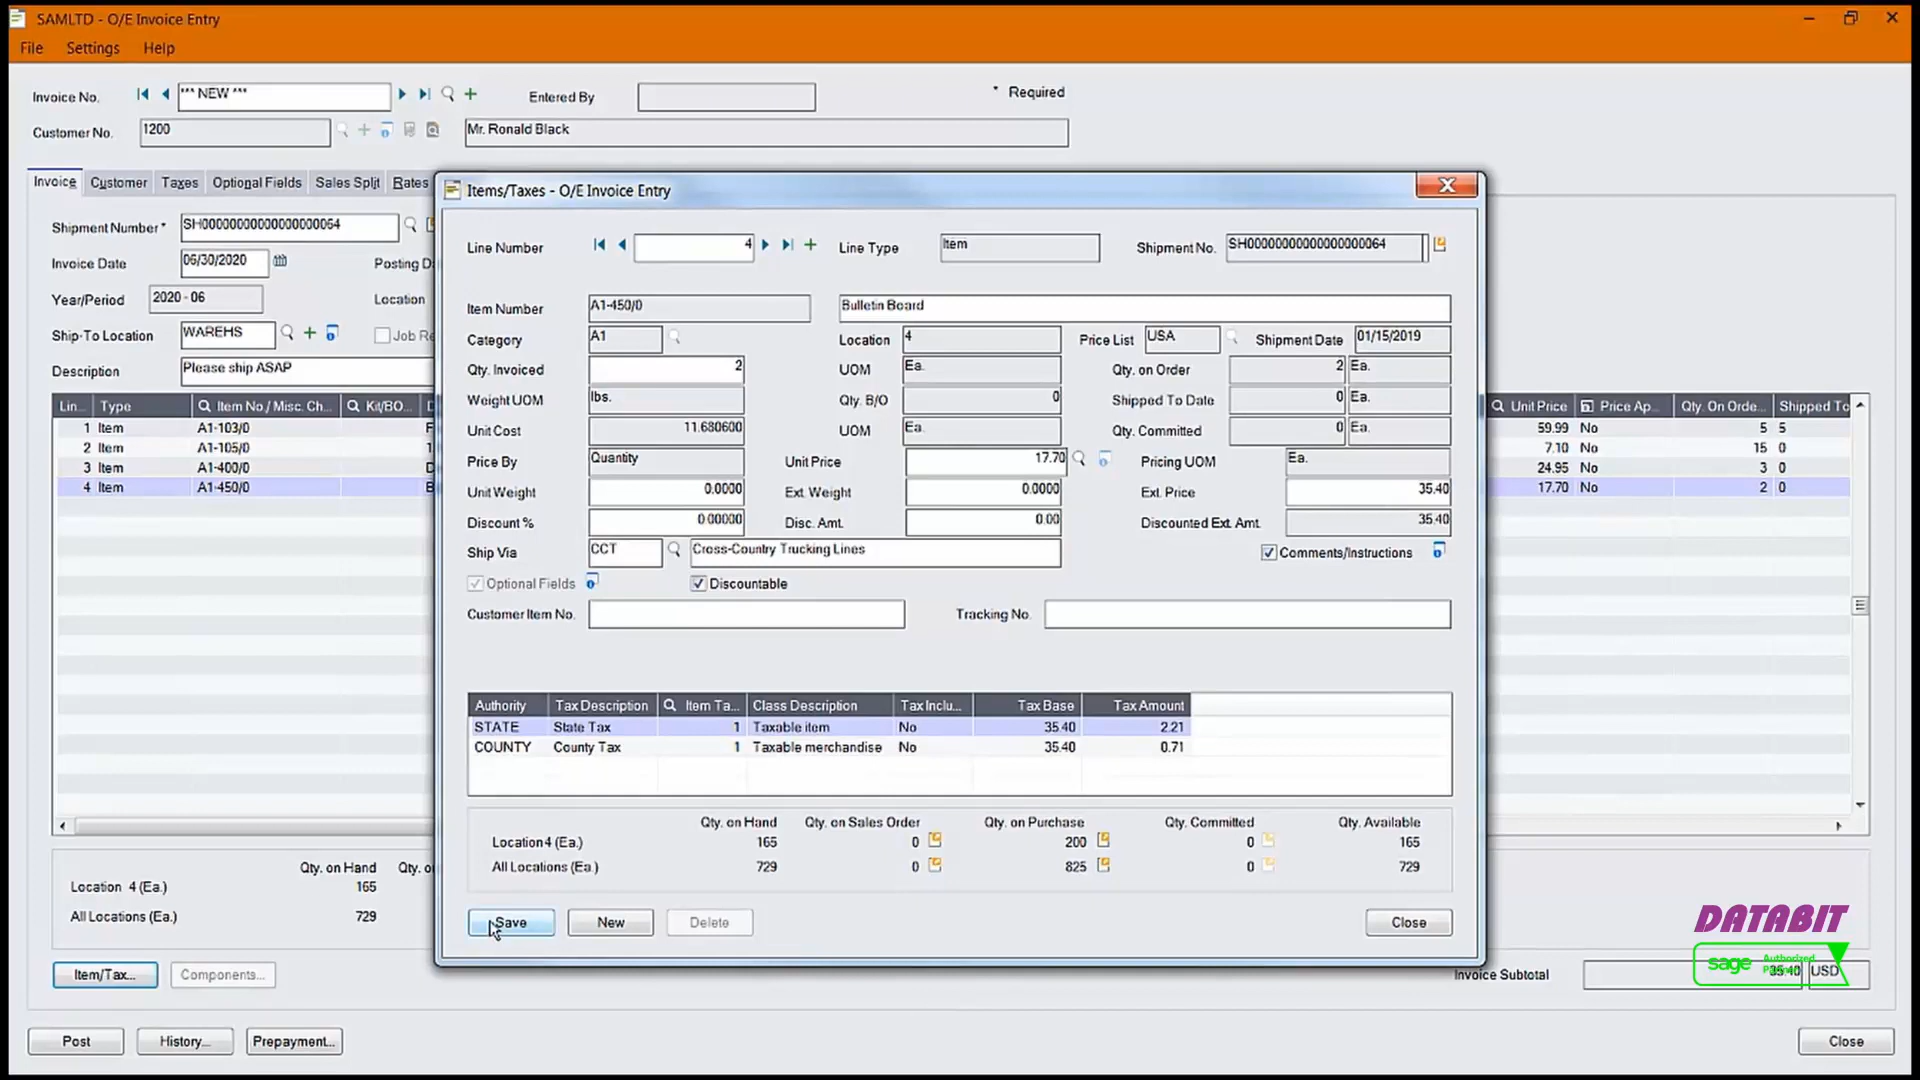 SAMLTD - O/E Invoice Entry
File Settings Help
Invoice No. *** NEW *** Entered By * Required
Customer No. 1200 Mr. Ronald Black
Invoice Customer Taxes Optional Fields Sales Split Rates
Items/Taxes - O/E Invoice Entry
Shipment Number * SH00000000000000000064
Invoice Date 06/30/2020 Posting D
Year/Period 2020 - 06 Location
Ship-To Location WAREHS Job Re
Description Please ship ASAP
Lin... Type Item No./ Misc. Ch... Kit/BO... D
1 Item A1-103/0 F
2 Item A1-105/0 1
3 Item A1-400/0 D
4 Item A1-450/0 B
Line Number 4 Line Type Item Shipment No. SH00000000000000000064
Item Number A1-450/0 Bulletin Board
Category A1 Location 4 Price List USA Shipment Date 01/15/2019
Qty. Invoiced 2 UOM Ea. Qty. on Order 2 Ea.
Weight UOM lbs. Qty. B/O 0 Shipped To Date 0 Ea.
Unit Cost 11.680600 UOM Ea. Qty. Committed 0 Ea.
Price By Quantity Unit Price 17.70 Pricing UOM Ea.
Unit Weight 0.0000 Ext. Weight 0.0000 Ext. Price 35.40
Discount % 0.00000 Disc. Amt. 0.00 Discounted Ext. Amt. 35.40
Ship Via CCT Cross-Country Trucking Lines Comments/Instructions
Optional Fields Discountable
Customer Item No. Tracking No.
Authority Tax Description Item Ta... Class Description Tax Inclu... Tax Base Tax Amount
STATE State Tax 1 Taxable item No 35.40 2.21
COUNTY County Tax 1 Taxable merchandise No 35.40 0.71
Qty. on Hand Qty. on Sales Order Qty. on Purchase Qty. Committed Qty. Available
Location 4 (Ea.) 165 0 200 0 165
All Locations (Ea.) 729 0 825 0 729
Save New Delete Close
Unit Price Price Ap... Qty. On Orde... Shipped To
59.99 No 5 5
7.10 No 15 0
24.95 No 3 0
17.70 No 2 0
Qty. on Hand Qty. o
Location 4 (Ea.) 165
All Locations (Ea.) 729
DATABIT
sage Authorized
Item/Tax... Components... Invoice Subtotal 35.40 USD
Post History... Prepayment... Close